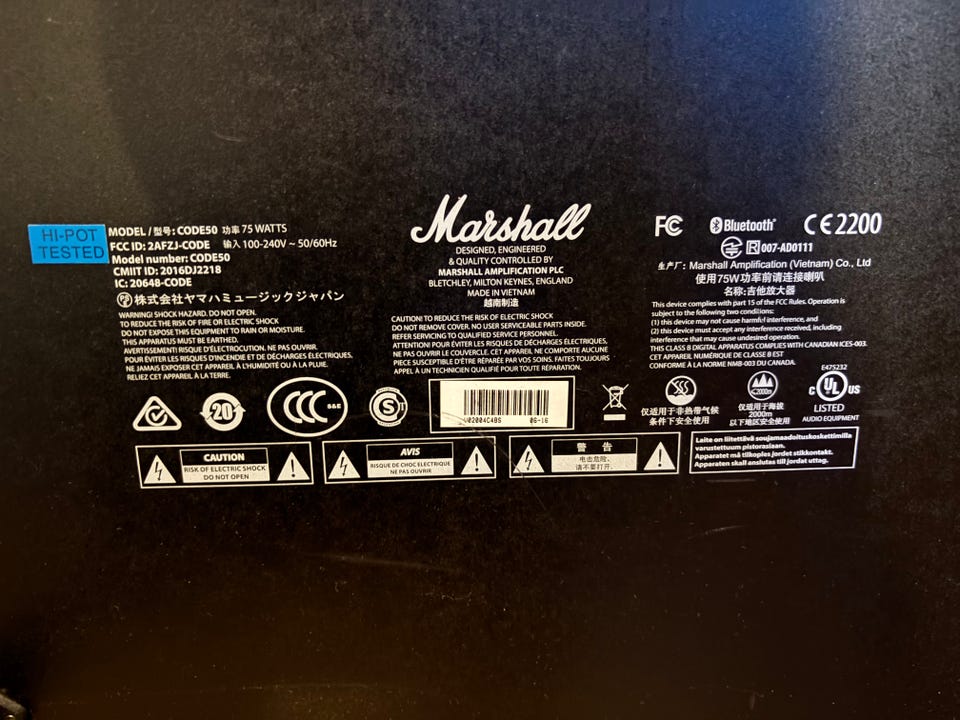 HI-POT
TESTED
MODEL / 型号: CODE50 功率 75 WATTS
FCC ID: 2AFZJ-CODE 输入 100-240V ~ 50/60Hz
Model number: CODE50
CMIIT ID: 2016DJ2218
IC: 20648-CODE
株式会社ヤマハミュージックジャパン
WARNING! SHOCK HAZARD. DO NOT OPEN.
TO REDUCE THE RISK OF FIRE OR ELECTRIC SHOCK
DO NOT EXPOSE THIS EQUIPMENT TO RAIN OR MOISTURE.
THIS APPARATUS MUST BE EARTHED.
AVERTISSEMENT! RISQUE D'ELECTROCUTION. NE PAS OUVRIR.
POUR ÉVITER LES RISQUES D'INCENDIE ET DE DÉCHARGES ÉLECTRIQUES,
NE JAMAIS EXPOSER CET APPAREIL À L'HUMIDITÉ OU À LA PLUIE.
RELIEZ CET APPAREIL À LA TERRE.
Marshall
DESIGNED, ENGINEERED
& QUALITY CONTROLLED BY
MARSHALL AMPLIFICATION PLC
BLETCHLEY, MILTON KEYNES, ENGLAND
MADE IN VIETNAM
越南制造
CAUTION! TO REDUCE THE RISK OF ELECTRIC SHOCK
DO NOT REMOVE COVER. NO USER SERVICEABLE PARTS INSIDE.
REFER SERVICING TO QUALIFIED SERVICE PERSONNEL.
ATTENTION! POUR ÉVITER LES RISQUES DE DÉCHARGES ÉLECTRIQUES,
NE PAS OUVRIR LE COUVERCLE. CET APPAREIL NE COMPORTE AUCUNE
PIECE SUSCEPTIBLE D'ÊTRE RÉPARÉE PAR VOS SOINS. FAITES TOUJOURS
APPEL À UN TECHNICIEN QUALIFIÉ POUR TOUTE RÉPARATION.
FC Bluetooth® CE 2200
R 007-AD0111
生产厂: Marshall Amplification (Vietnam) Co., Ltd
使用75W功率前请连接喇叭
名称:吉他放大器
This device complies with part 15 of the FCC Rules. Operation is
subject to the following two conditions:
(1) this device may not cause harmful interference, and
(2) this device must accept any interference received, including
interference that may cause undesired operation.
THIS CLASS B DIGITAL APPARATUS COMPLIES WITH CANADIAN ICES-003.
CET APPAREIL NUMÉRIQUE DE CLASSE B EST
CONFORME À LA NORME NMB-003 DU CANADA.
20
CCC S&E
06-16
仅适用于非热带气候
条件下安全使用
2000m
仅适用于海拔
2000m
以下地区安全使用
E475232
c UL US
LISTED
AUDIO EQUIPMENT
CAUTION
RISK OF ELECTRIC SHOCK
DO NOT OPEN
AVIS
RISQUE DE CHOC ELECTRIQUE
NE PAS OUVRIR
警 告
电击危险、
请不要打开.
Laite on liitettävä soujamaadoituskoskettimilla
varustettuun pistorasiaan.
Apparatet må tilkoples jordet stikkontakt.
Apparaten skall anslutas till jordat uttag.